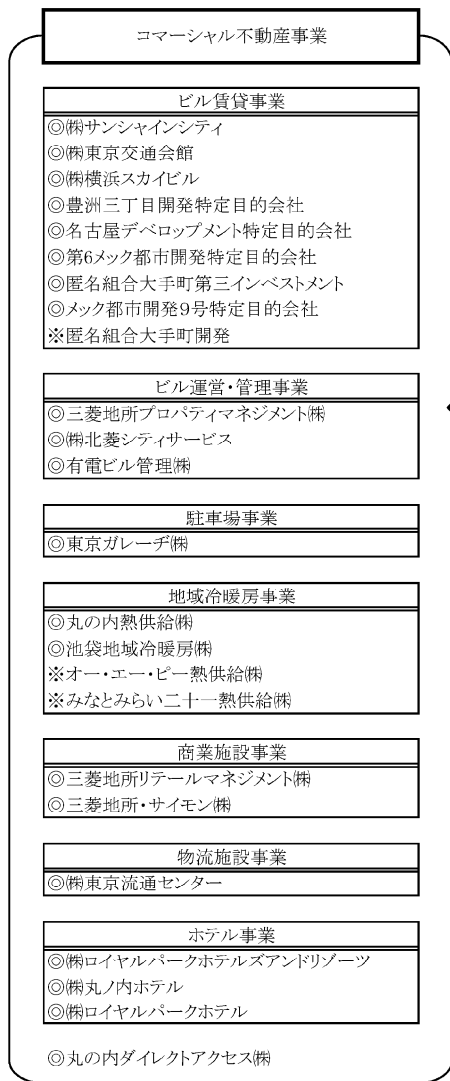 コマーシャル不動産事業
ビル賃貸事業
◎㈱サンシャインシティ
◎㈱東京交通会館
◎㈱横浜スカイビル
◎豊洲三丁目開発特定目的会社
◎名古屋デベロップメント特定目的会社
◎第6メック都市開発特定目的会社
◎匿名組合大手町第三インベストメント
◎メック都市開発9号特定目的会社
※匿名組合大手町開発
ビル運営・管理事業
◎三菱地所プロパティマネジメント㈱
◎㈱北菱シティサービス
◎有電ビル管理㈱
駐車場事業
◎東京ガレーヂ㈱
地域冷暖房事業
◎丸の内熱供給㈱
◎池袋地域冷暖房㈱
※オー・エー・ピー熱供給㈱
※みなとみらい二十一熱供給㈱
商業施設事業
◎三菱地所リテールマネジメント㈱
◎三菱地所・サイモン㈱
物流施設事業
◎㈱東京流通センター
ホテル事業
◎㈱ロイヤルパークホテルズアンドリゾーツ
◎㈱丸ノ内ホテル
◎㈱ロイヤルパークホテル
◎丸の内ダイレクトアクセス㈱